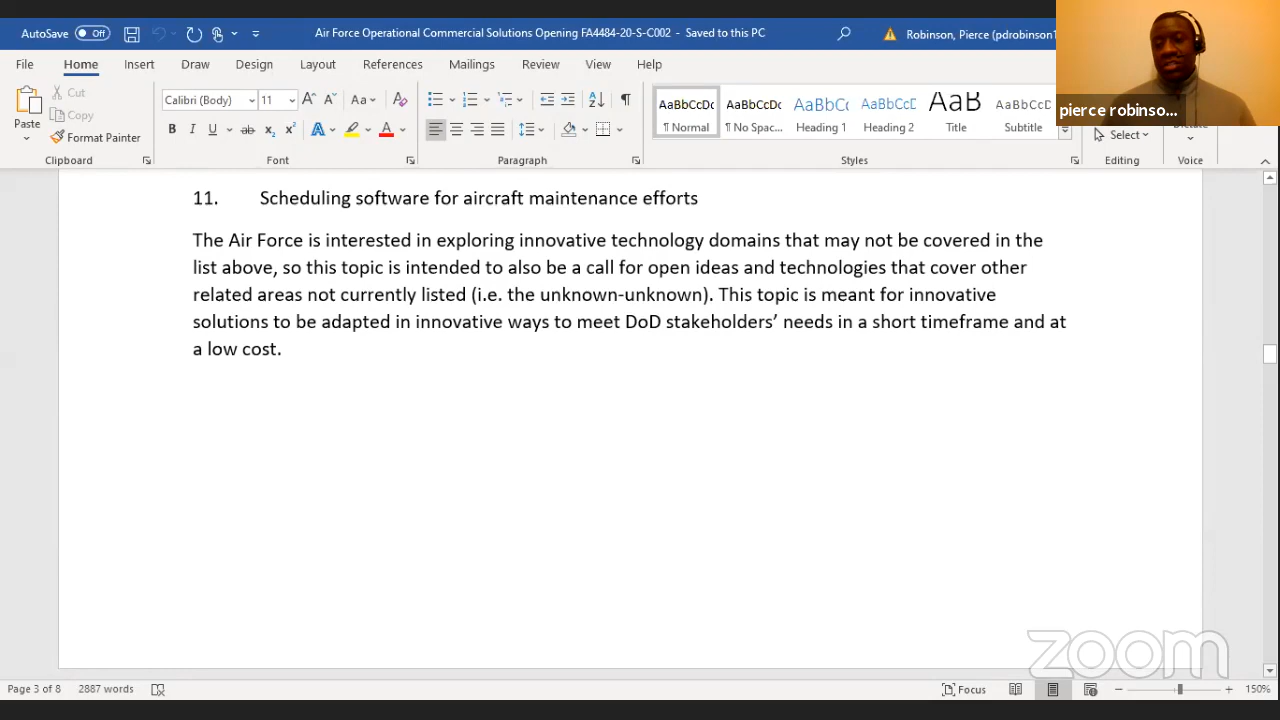 AutoSave Off Air Force Operational Commercial Solutions Opening FA4484-20-S-C002 - Saved to this PC Robinson, Pierce (pdrobinson1
File Home Insert Draw Design Layout References Mailings Review View Help
Paste Cut Copy Format Painter
Calibri (Body) 11
Aa
B I U ab x₂ x² A A
AaBbCcDc AaBbCcDc AaBbCc AaBbCcD AaB AaBbCcD
¶ Normal ¶ No Spac... Heading 1 Heading 2 Title Subtitle
Select
Clipboard Font Paragraph Styles Editing Voice
pierce robinso...
11. Scheduling software for aircraft maintenance efforts
The Air Force is interested in exploring innovative technology domains that may not be covered in the
list above, so this topic is intended to also be a call for open ideas and technologies that cover other
related areas not currently listed (i.e. the unknown-unknown). This topic is meant for innovative
solutions to be adapted in innovative ways to meet DoD stakeholders’ needs in a short timeframe and at
a low cost.
zoom
Page 3 of 8 2887 words Focus 150%